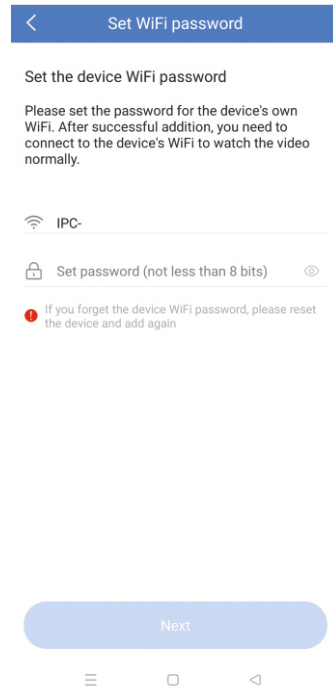 Set WiFi password
Set the device WiFi password
Please set the password for the device's own
WiFi. After successful addition, you need to
connect to the device's WiFi to watch the video
normally.
IPC-
Set password (not less than 8 bits)
If you forget the device WiFi password, please reset
the device and add again
Next